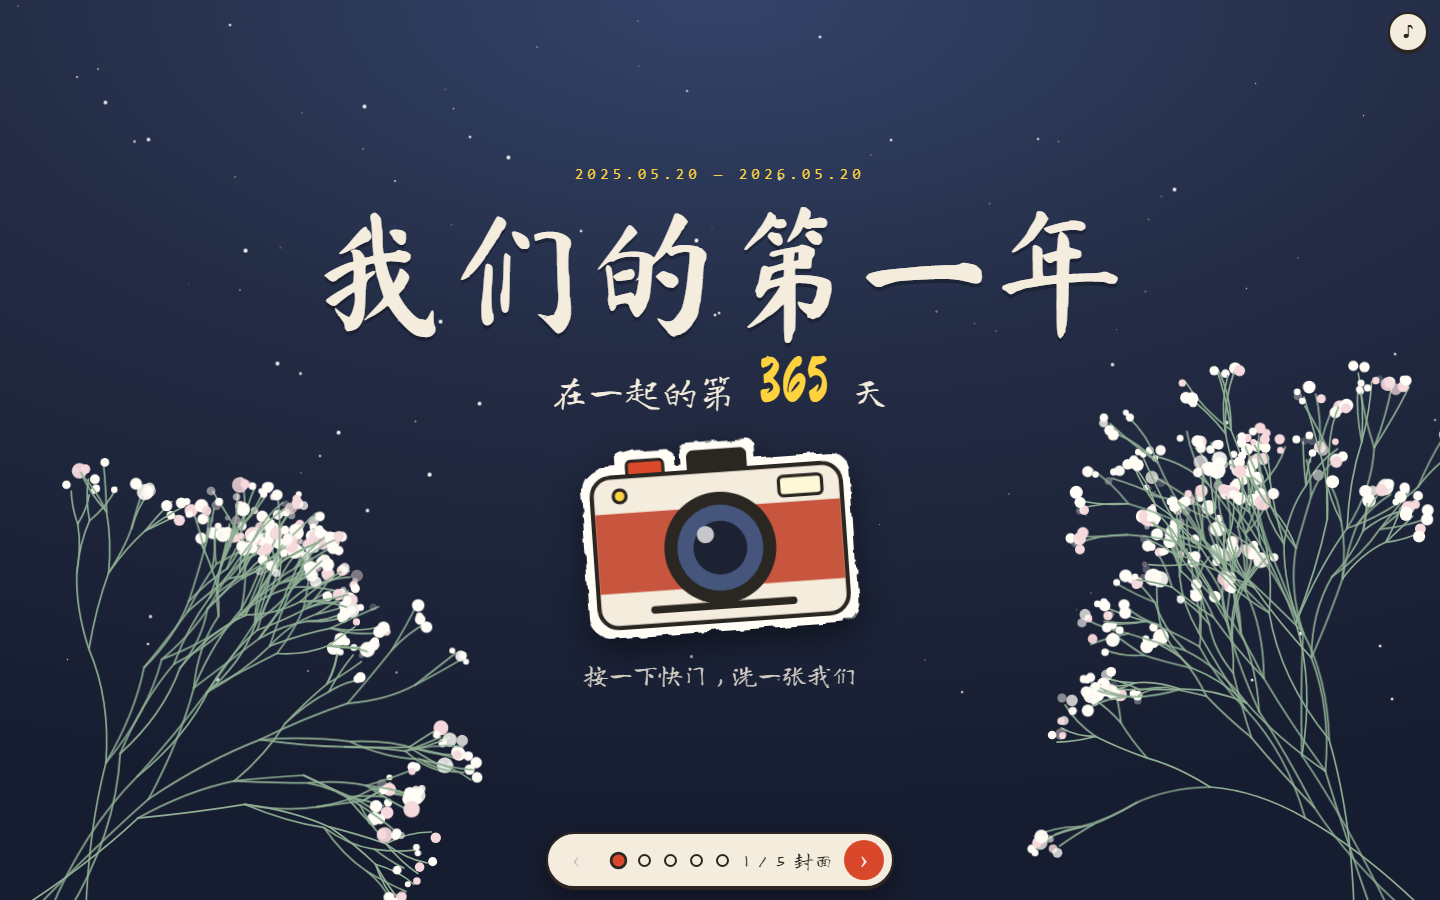 ♪
2025.05.20 — 2026.05.20
我们的第一年
在一起的第 365 天
按一下快门，洗一张我们
‹ 1 / 5 封面 ›